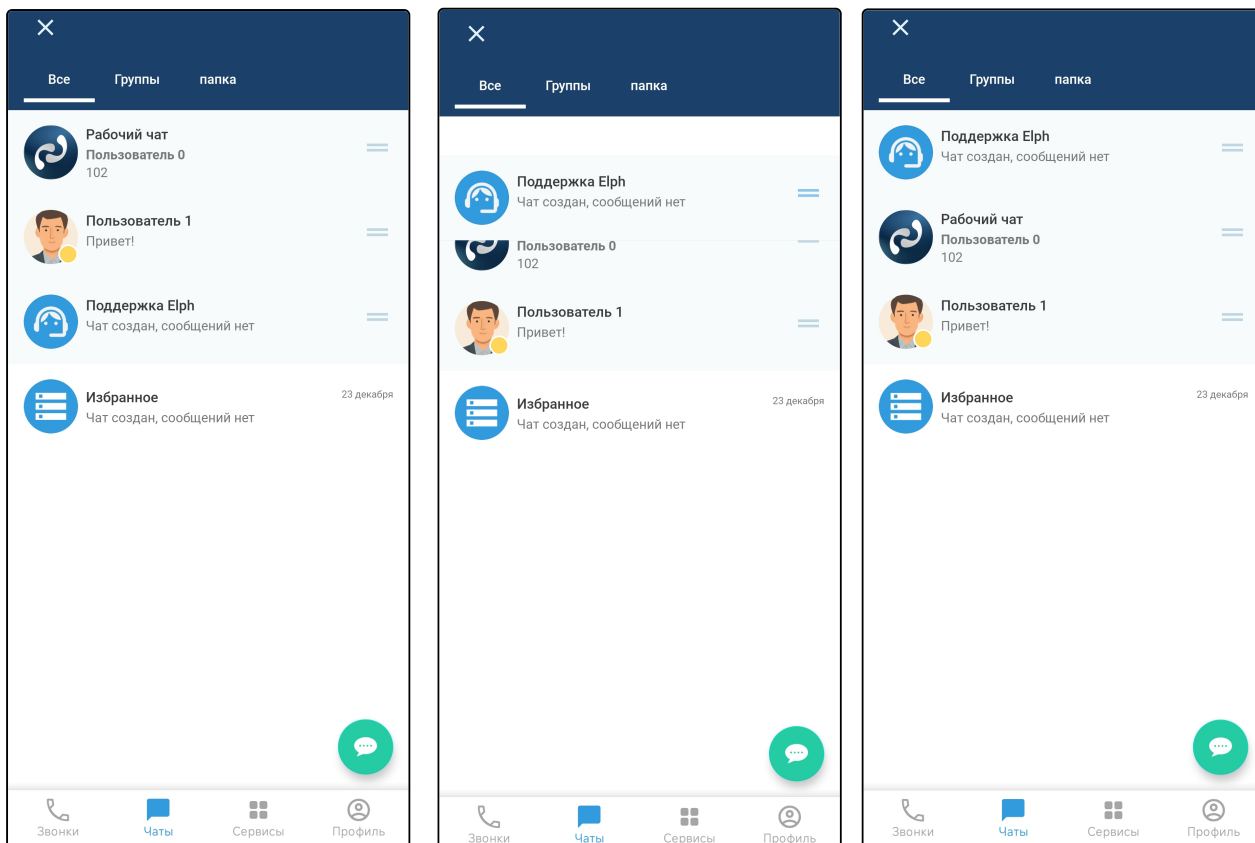 Все Группы папка
Рабочий чат
Пользователь 0
102
Пользователь 1
Привет!
Поддержка Elph
Чат создан, сообщений нет
Избранное 23 декабря
Чат создан, сообщений нет
Звонки Чаты Сервисы Профиль
Все Группы папка
Поддержка Elph
Чат создан, сообщений нет
Пользователь 0
102
Пользователь 1
Привет!
Избранное 23 декабря
Чат создан, сообщений нет
Звонки Чаты Сервисы Профиль
Все Группы папка
Поддержка Elph
Чат создан, сообщений нет
Рабочий чат
Пользователь 0
102
Пользователь 1
Привет!
Избранное 23 декабря
Чат создан, сообщений нет
Звонки Чаты Сервисы Профиль